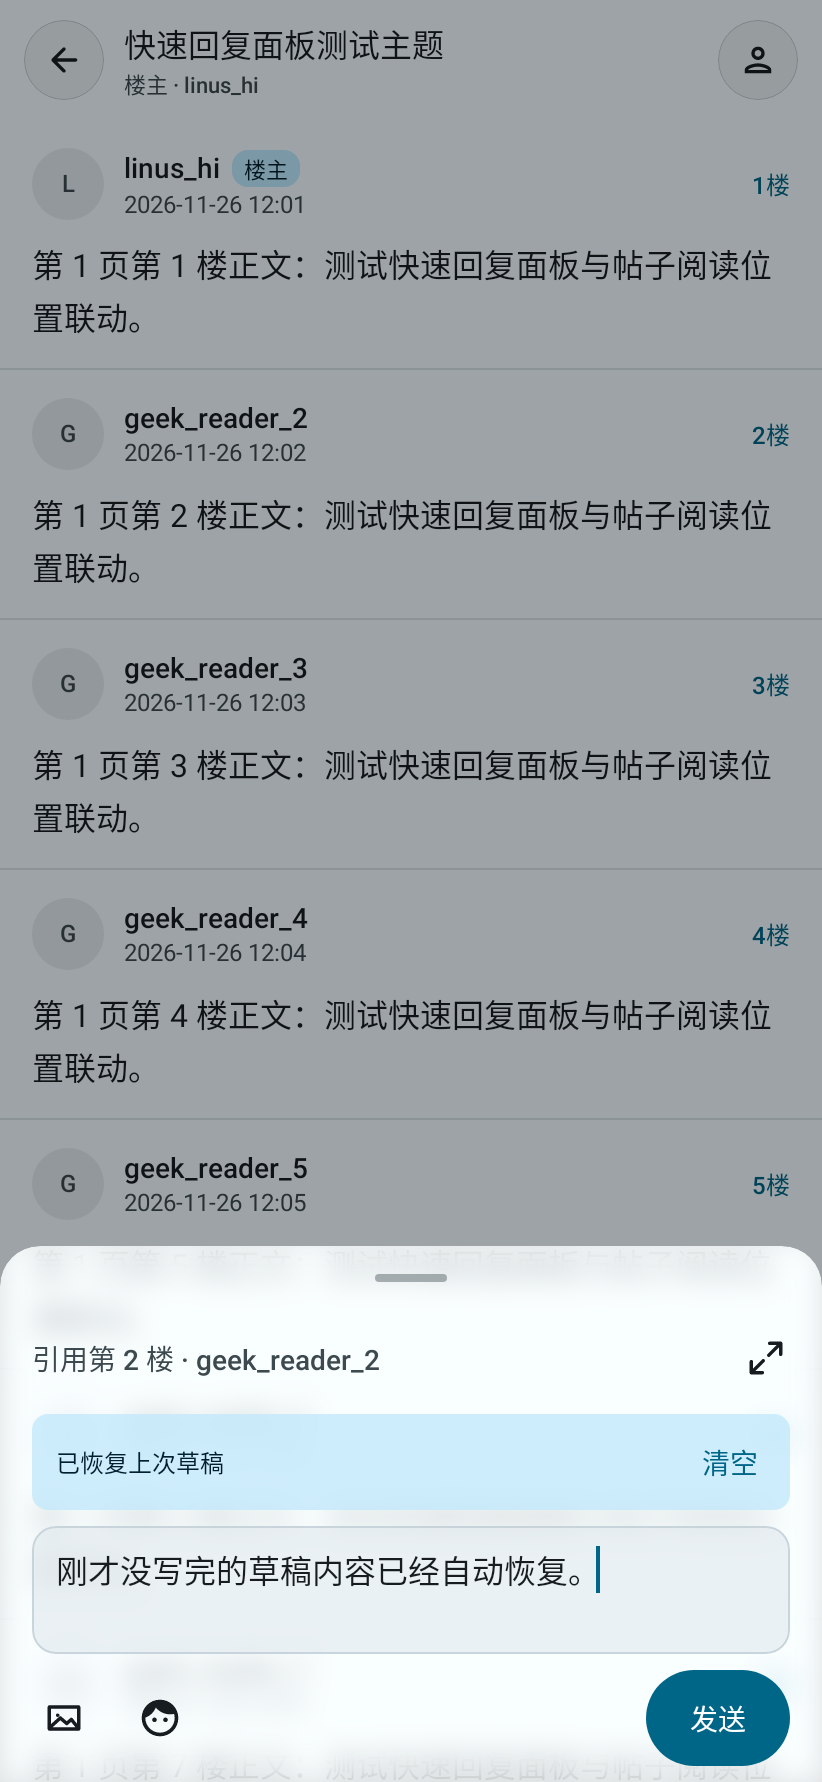 快速回复面板测试主题
楼主 · linus_hi
L
linus_hi 楼主
2026-11-26 12:01
1楼
第 1 页第 1 楼正文：测试快速回复面板与帖子阅读位
置联动。
G
geek_reader_2
2026-11-26 12:02
2楼
第 1 页第 2 楼正文：测试快速回复面板与帖子阅读位
置联动。
G
geek_reader_3
2026-11-26 12:03
3楼
第 1 页第 3 楼正文：测试快速回复面板与帖子阅读位
置联动。
G
geek_reader_4
2026-11-26 12:04
4楼
第 1 页第 4 楼正文：测试快速回复面板与帖子阅读位
置联动。
G
geek_reader_5
2026-11-26 12:05
5楼
引用第 2 楼 · geek_reader_2
已恢复上次草稿
清空
刚才没写完的草稿内容已经自动恢复。
发送